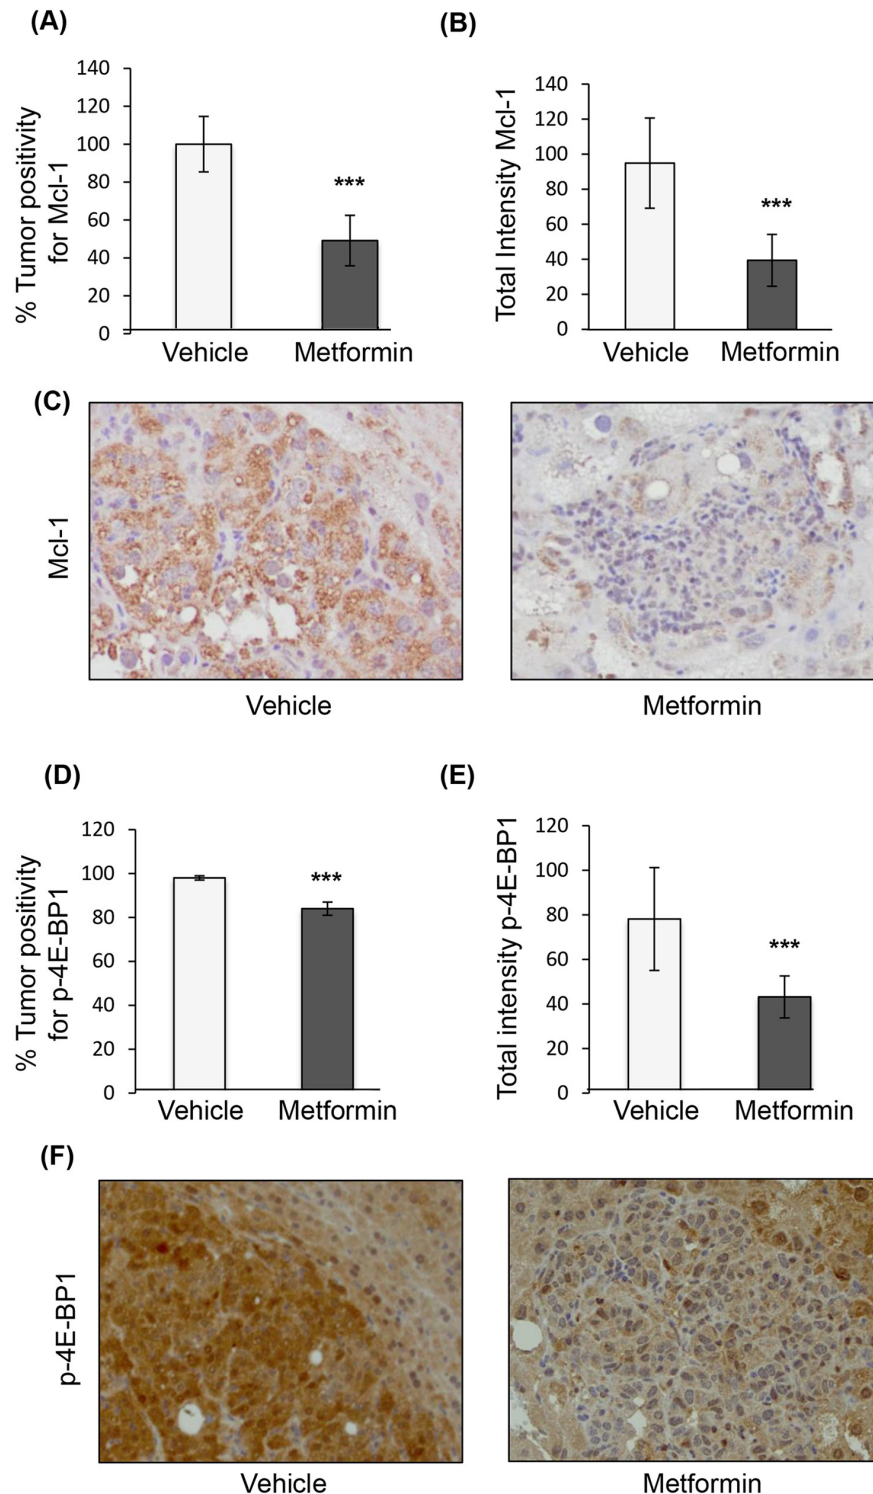 (A)
% Tumor positivity
for Mcl-1
140
120
100
80
60
40
20
0
***
Vehicle
Metformin
(B)
Total Intensity Mcl-1
140
120
100
80
60
40
20
0
***
Vehicle
Metformin
(C)
Mcl-1
Vehicle
Metformin
(D)
% Tumor positivity
for p-4E-BP1
120
100
80
60
40
20
0
***
Vehicle
Metformin
(E)
Total intensity p-4E-BP1
120
100
80
60
40
20
0
***
Vehicle
Metformin
(F)
p-4E-BP1
Vehicle
Metformin